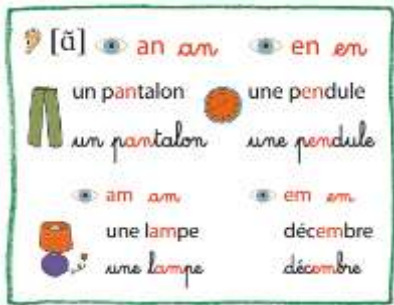 [ɑ̃] an an en en
un pantalon une pendule
un pantalon une pendule
am am em em
une lampe décembre
une lampe décembre